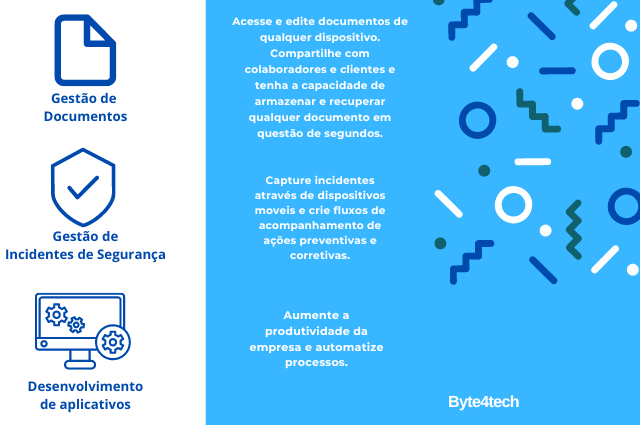 Gestão de
Documentos
Acesse e edite documentos de
qualquer dispositivo.
Compartilhe com
colaboradores e clientes e
tenha a capacidade de
armazenar e recuperar
qualquer documento em
questão de segundos.
Gestão de
Incidentes de Segurança
Capture incidentes
através de dispositivos
moveis e crie fluxos de
acompanhamento de
ações preventivas e
corretivas.
Desenvolvimento
de aplicativos
Aumente a
produtividade da
empresa e automatize
processos.
Byte4tech